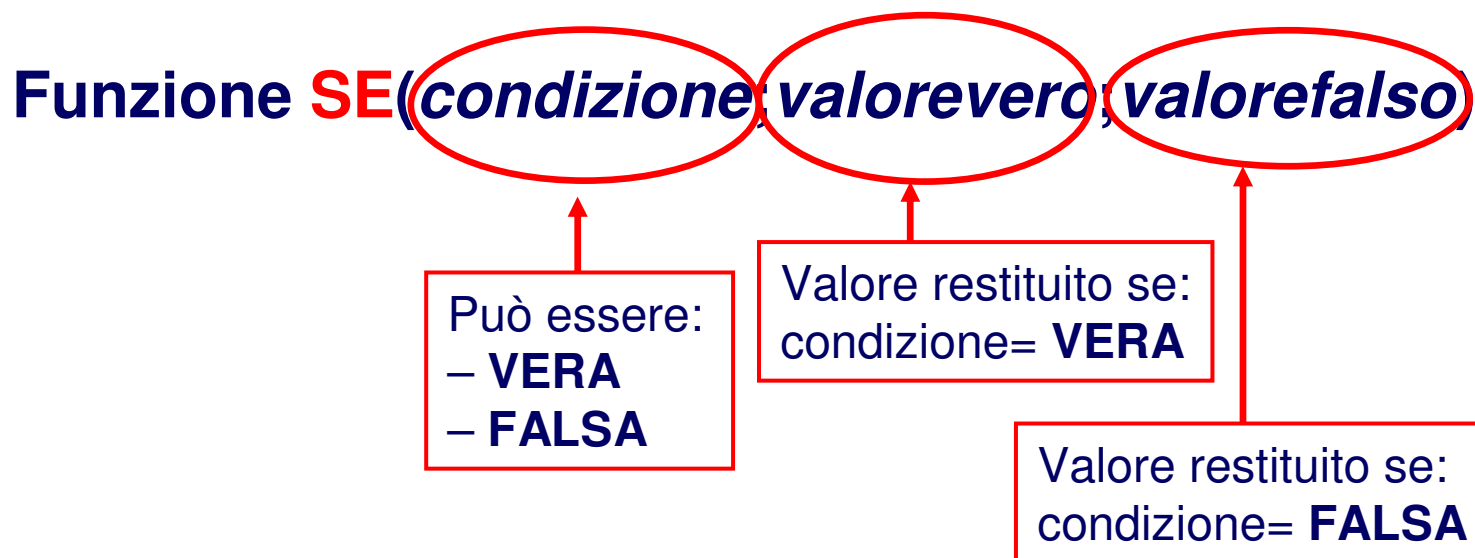 Funzione SE(condizione;valorevero;valorefalso)
Può essere:
– VERA
– FALSA
Valore restituito se:
condizione= VERA
Valore restituito se:
condizione= FALSA